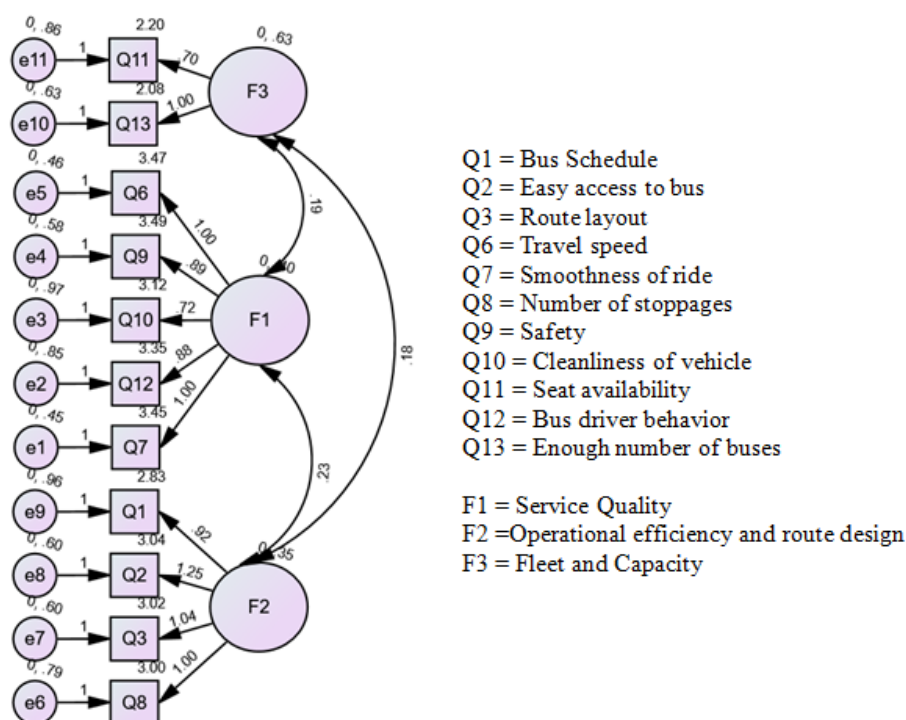 0, .86
2.20
0, .63
e11
1
Q11
.70
F3
0, .63
2.08
e10
1
Q13
1.00
0, .46
3.47
e5
1
Q6
1.00
.19
0, .58
3.49
e4
1
Q9
.89
0, .97
3.12
e3
1
Q10
.72
F1
0, .85
3.35
e2
1
Q12
.88
.18
0, .45
3.45
e1
1
Q7
1.00
0, .96
2.83
.23
e9
1
Q1
.92
0, .60
3.04
e8
1
Q2
1.25
F2
0, .60
3.02
e7
1
Q3
1.04
0, .79
3.00
e6
1
Q8
1.00
Q1 = Bus Schedule
Q2 = Easy access to bus
Q3 = Route layout
Q6 = Travel speed
Q7 = Smoothness of ride
Q8 = Number of stoppages
Q9 = Safety
Q10 = Cleanliness of vehicle
Q11 = Seat availability
Q12 = Bus driver behavior
Q13 = Enough number of buses
F1 = Service Quality
F2 =Operational efficiency and route design
F3 = Fleet and Capacity